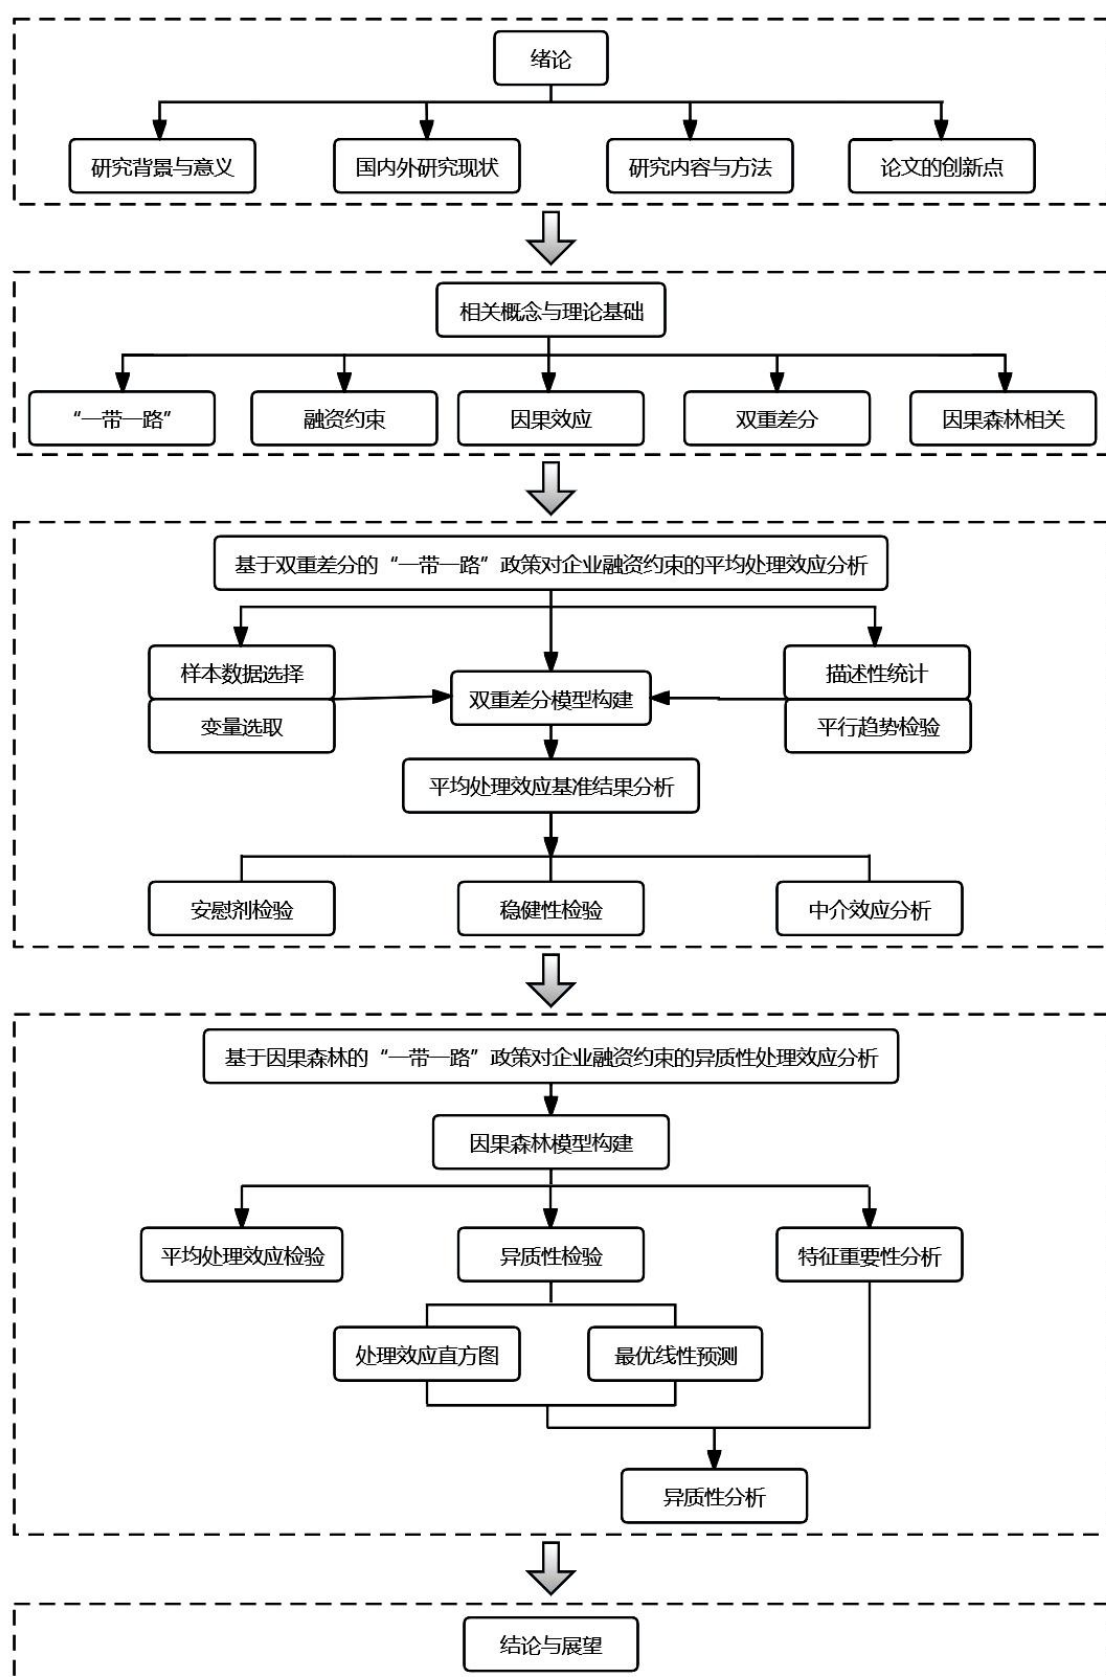 绪论
研究背景与意义
国内外研究现状
研究内容与方法
论文的创新点
相关概念与理论基础
“一带一路”
融资约束
因果效应
双重差分
因果森林相关
基于双重差分的“一带一路”政策对企业融资约束的平均处理效应分析
样本数据选择
变量选取
双重差分模型构建
描述性统计
平行趋势检验
平均处理效应基准结果分析
安慰剂检验
稳健性检验
中介效应分析
基于因果森林的“一带一路”政策对企业融资约束的异质性处理效应分析
因果森林模型构建
平均处理效应检验
异质性检验
特征重要性分析
处理效应直方图
最优线性预测
异质性分析
结论与展望